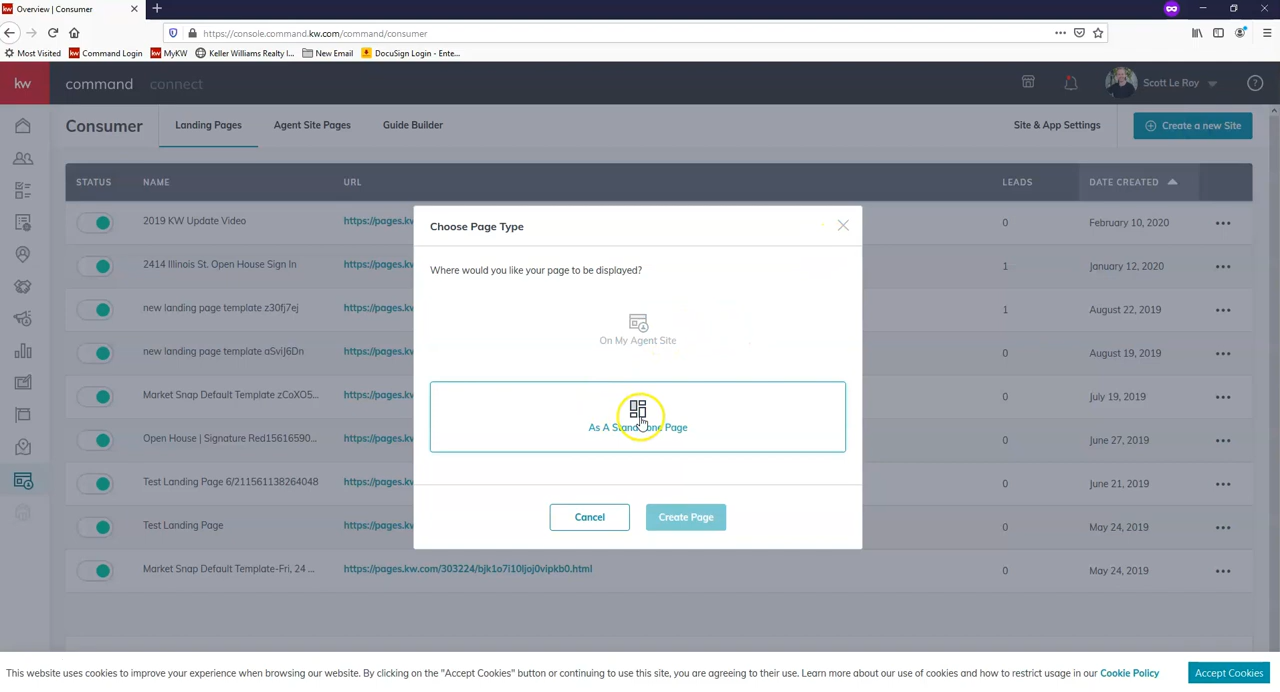 kw Overview | Consumer
https://console.command.kw.com/command/consumer
Most Visited kw Command Login kw MyKW Keller Williams Realty I... New Email DocuSign Login - Ente...
kw command connect Scott Le Roy
Consumer Landing Pages Agent Site Pages Guide Builder Site & App Settings Create a new Site
STATUS NAME URL LEADS DATE CREATED
2019 KW Update Video https://pages.kw 0 February 10, 2020
2414 Illinois St. Open House Sign In https://pages.kw 1 January 12, 2020
new landing page template z30fj7ej https://pages.kw 1 August 22, 2019
new landing page template aSviJ6Dn https://pages.kw 0 August 19, 2019
Market Snap Default Template zCoXO5... https://pages.kw 0 July 19, 2019
Open House | Signature Red15616590... https://pages.kw 0 June 27, 2019
Test Landing Page 6/211561138264048 https://pages.kw 0 June 21, 2019
Test Landing Page https://pages.kw 0 May 24, 2019
Market Snap Default Template-Fri, 24 ... https://pages.kw.com/303224/bjk1o7i10ljoj0vipkb0.html 0 May 24, 2019
Choose Page Type
Where would you like your page to be displayed?
On My Agent Site
As A Standalone Page
Cancel Create Page
This website uses cookies to improve your experience when browsing our website. By clicking on the "Accept Cookies" button or continuing to use this site, you are agreeing to their use. Learn more about our use of cookies and how to restrict usage in our Cookie Policy Accept Cookies